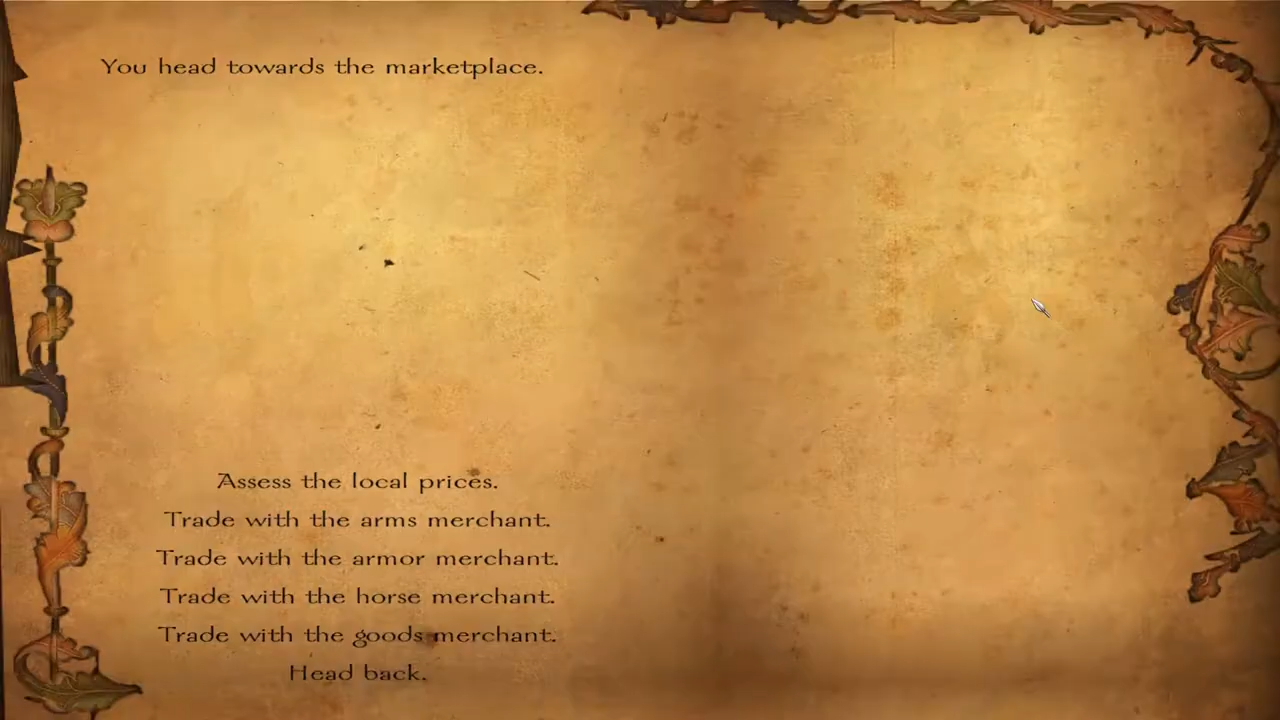 You head towards the marketplace.
Assess the local prices.
Trade with the arms merchant.
Trade with the armor merchant.
Trade with the horse merchant.
Trade with the goods merchant.
Head back.